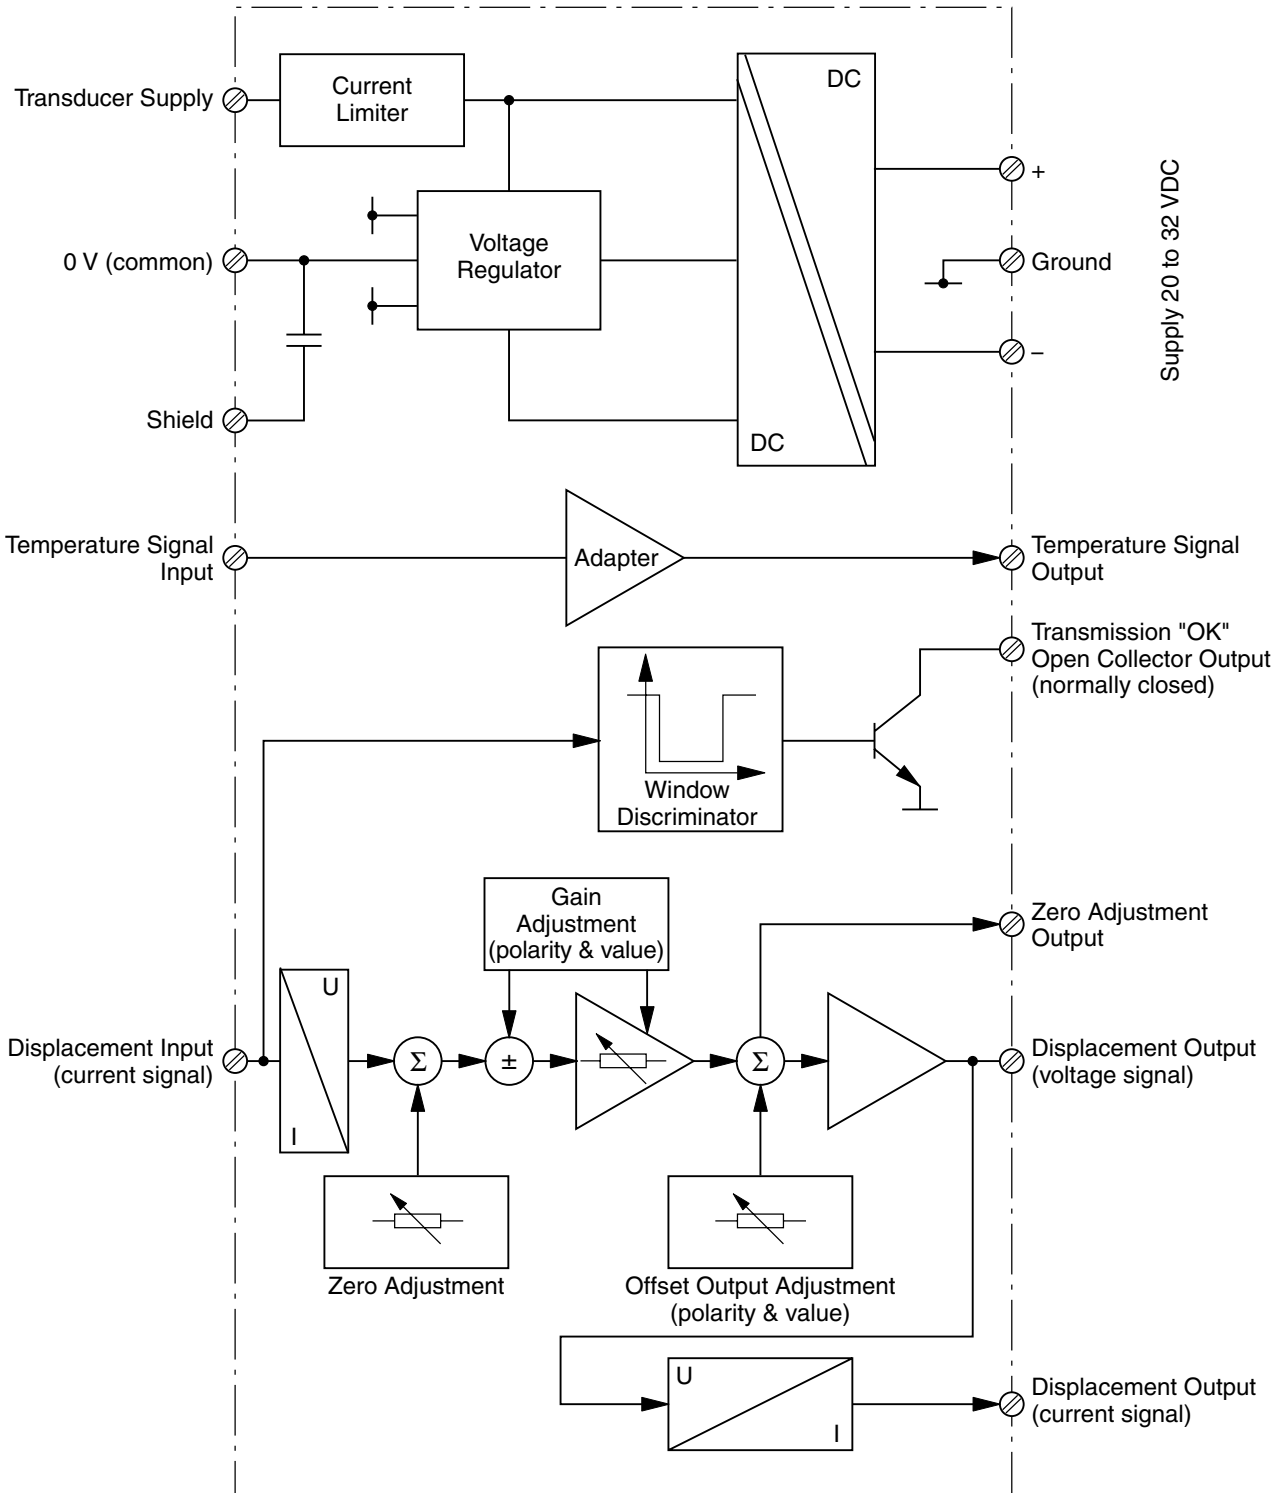 DC
Transducer Supply
Current
Limiter
+
0 V (common)
Voltage
Regulator
Ground
Supply 20 to 32 VDC
–
Shield
DC
Temperature Signal
Input
Adapter
Temperature Signal
Output
Transmission "OK"
Open Collector Output
(normally closed)
Window
Discriminator
Gain
Adjustment
(polarity & value)
Zero Adjustment
Output
U
I
Displacement Input
(current signal)
Σ
±
Σ
Displacement Output
(voltage signal)
Zero Adjustment
Offset Output Adjustment
(polarity & value)
U
I
Displacement Output
(current signal)